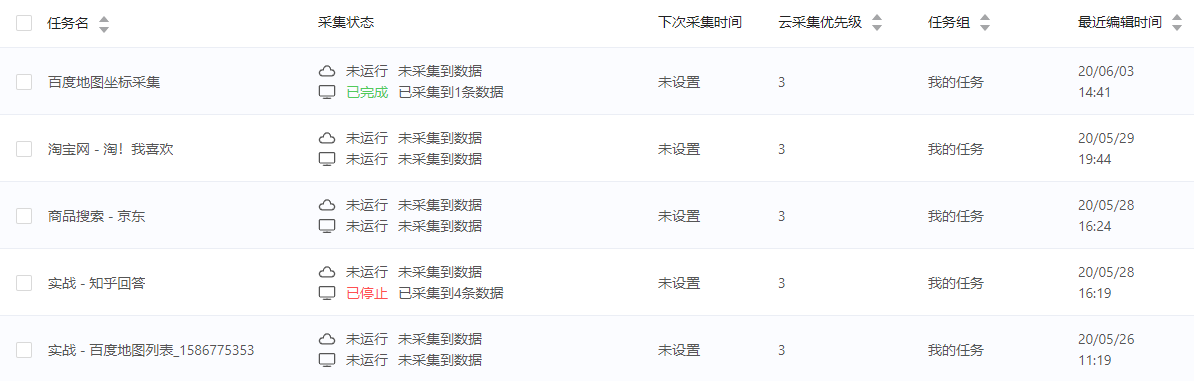 任务名 采集状态 下次采集时间 云采集优先级 任务组 最近编辑时间
百度地图坐标采集 未运行 未采集到数据 未设置 3 我的任务 20/06/03
已完成 已采集到1条数据 14:41
淘宝网 - 淘！我喜欢 未运行 未采集到数据 未设置 3 我的任务 20/05/29
未运行 未采集到数据 19:44
商品搜索 - 京东 未运行 未采集到数据 未设置 3 我的任务 20/05/28
未运行 未采集到数据 16:24
实战 - 知乎回答 未运行 未采集到数据 未设置 3 我的任务 20/05/28
已停止 已采集到4条数据 16:19
实战 - 百度地图列表_1586775353 未运行 未采集到数据 未设置 3 我的任务 20/05/26
未运行 未采集到数据 11:19